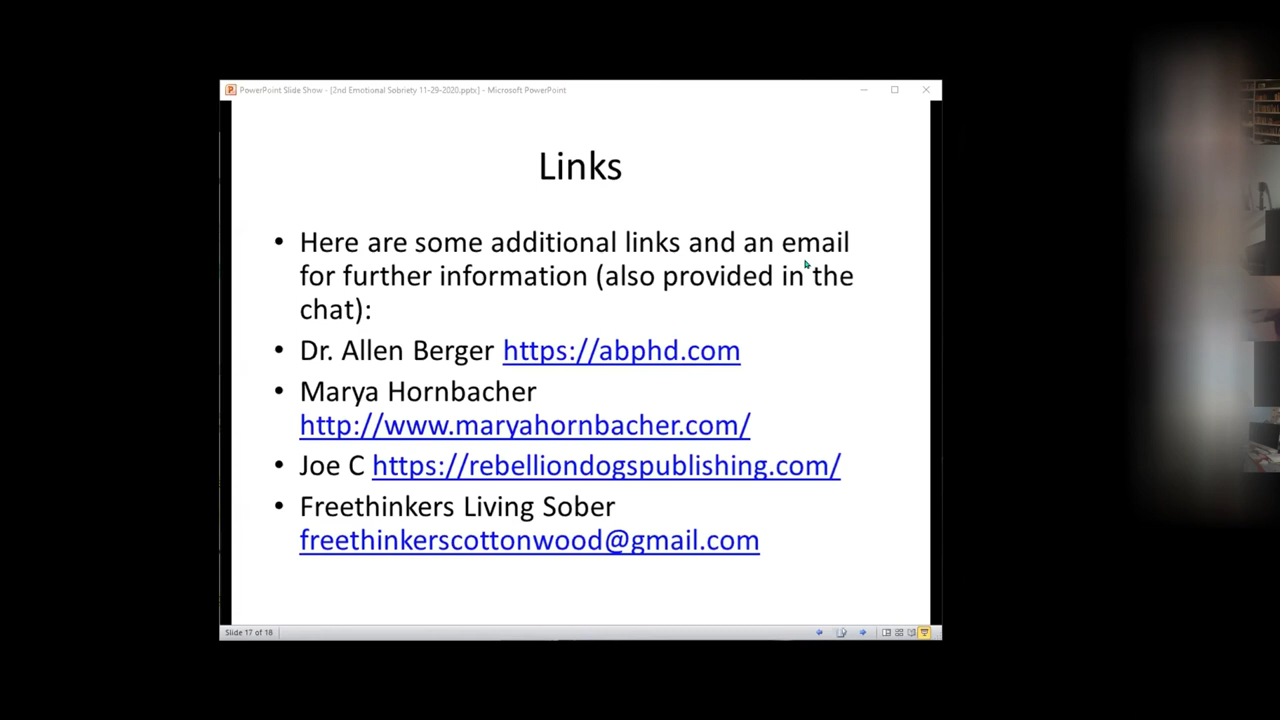 PowerPoint Slide Show - [2nd Emotional Sobriety 11-29-2020.pptx] - Microsoft PowerPoint
Links
• Here are some additional links and an email
for further information (also provided in the
chat):
• Dr. Allen Berger https://abphd.com
• Marya Hornbacher
http://www.maryahornbacher.com/
• Joe C https://rebelliondogspublishing.com/
• Freethinkers Living Sober
freethinkerscottonwood@gmail.com
Slide 17 of 18